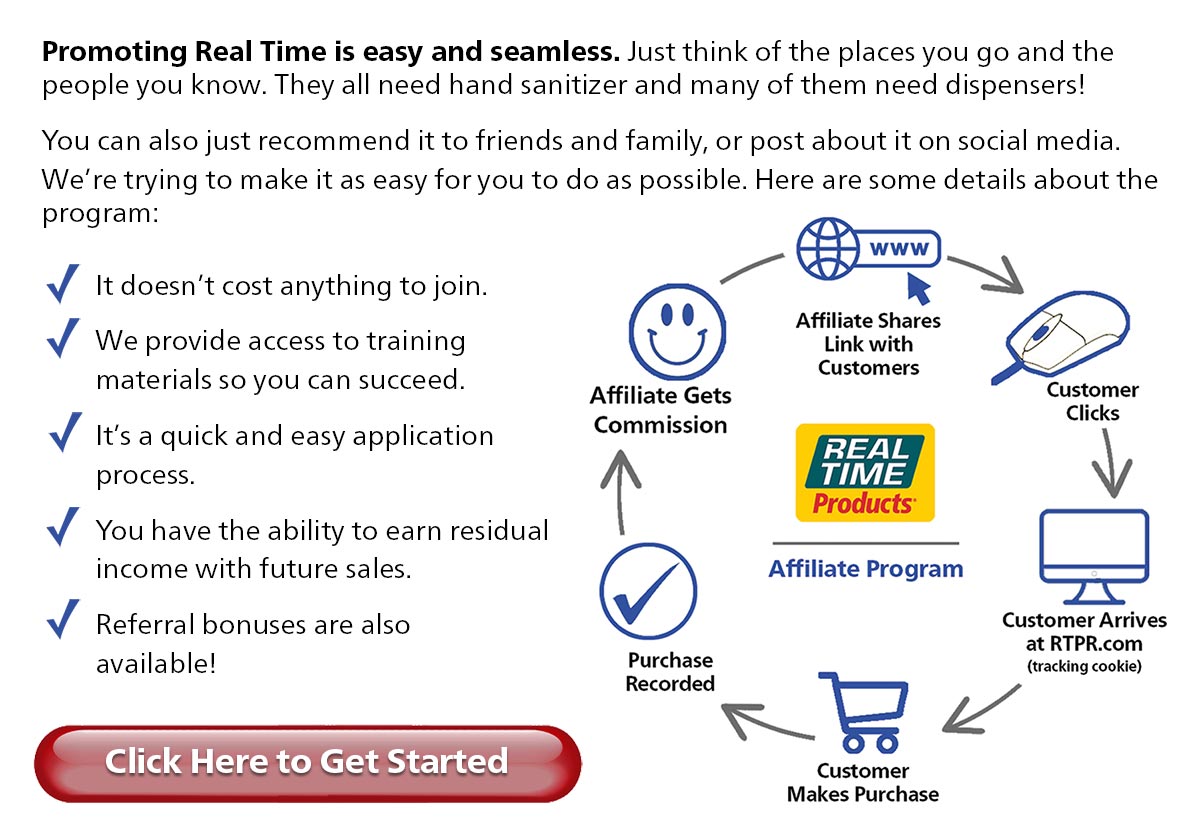 Promoting Real Time is easy and seamless. Just think of the places you go and the
people you know. They all need hand sanitizer and many of them need dispensers!
You can also just recommend it to friends and family, or post about it on social media.
We’re trying to make it as easy for you to do as possible. Here are some details about the
program:
It doesn’t cost anything to join.
We provide access to training
materials so you can succeed.
It’s a quick and easy application
process.
You have the ability to earn residual
income with future sales.
Referral bonuses are also
available!
Click Here to Get Started
www
Affiliate Shares
Link with
Customers
Customer
Clicks
Customer Arrives
at RTPR.com
(tracking cookie)
Customer
Makes Purchase
Purchase
Recorded
Affiliate Gets
Commission
REAL
TIME
Products
Affiliate Program